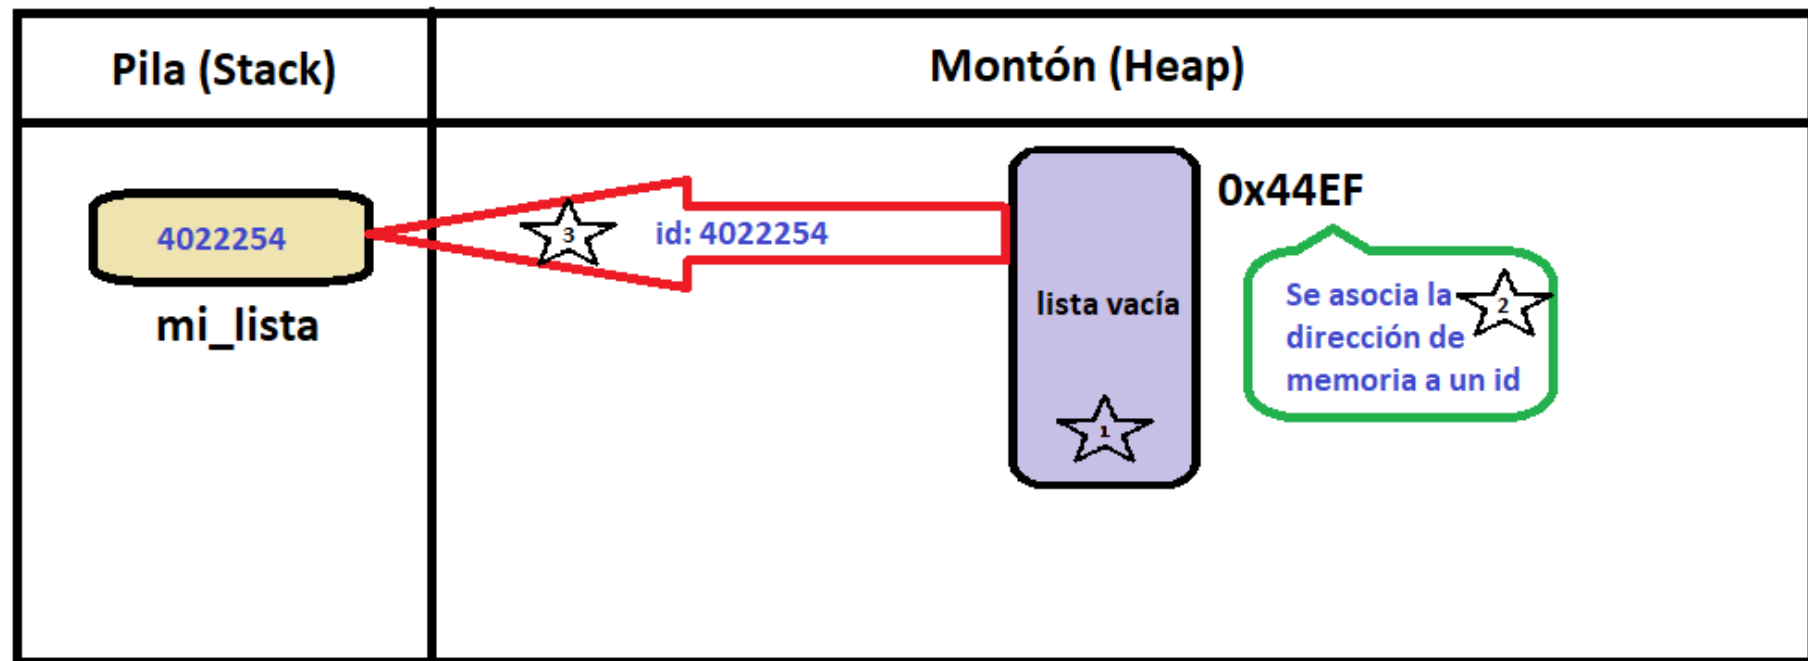 Pila (Stack)
Montón (Heap)
4022254
mi_lista
3
id: 4022254
lista vacía
1
0x44EF
Se asocia la
2
dirección de
memoria a un id